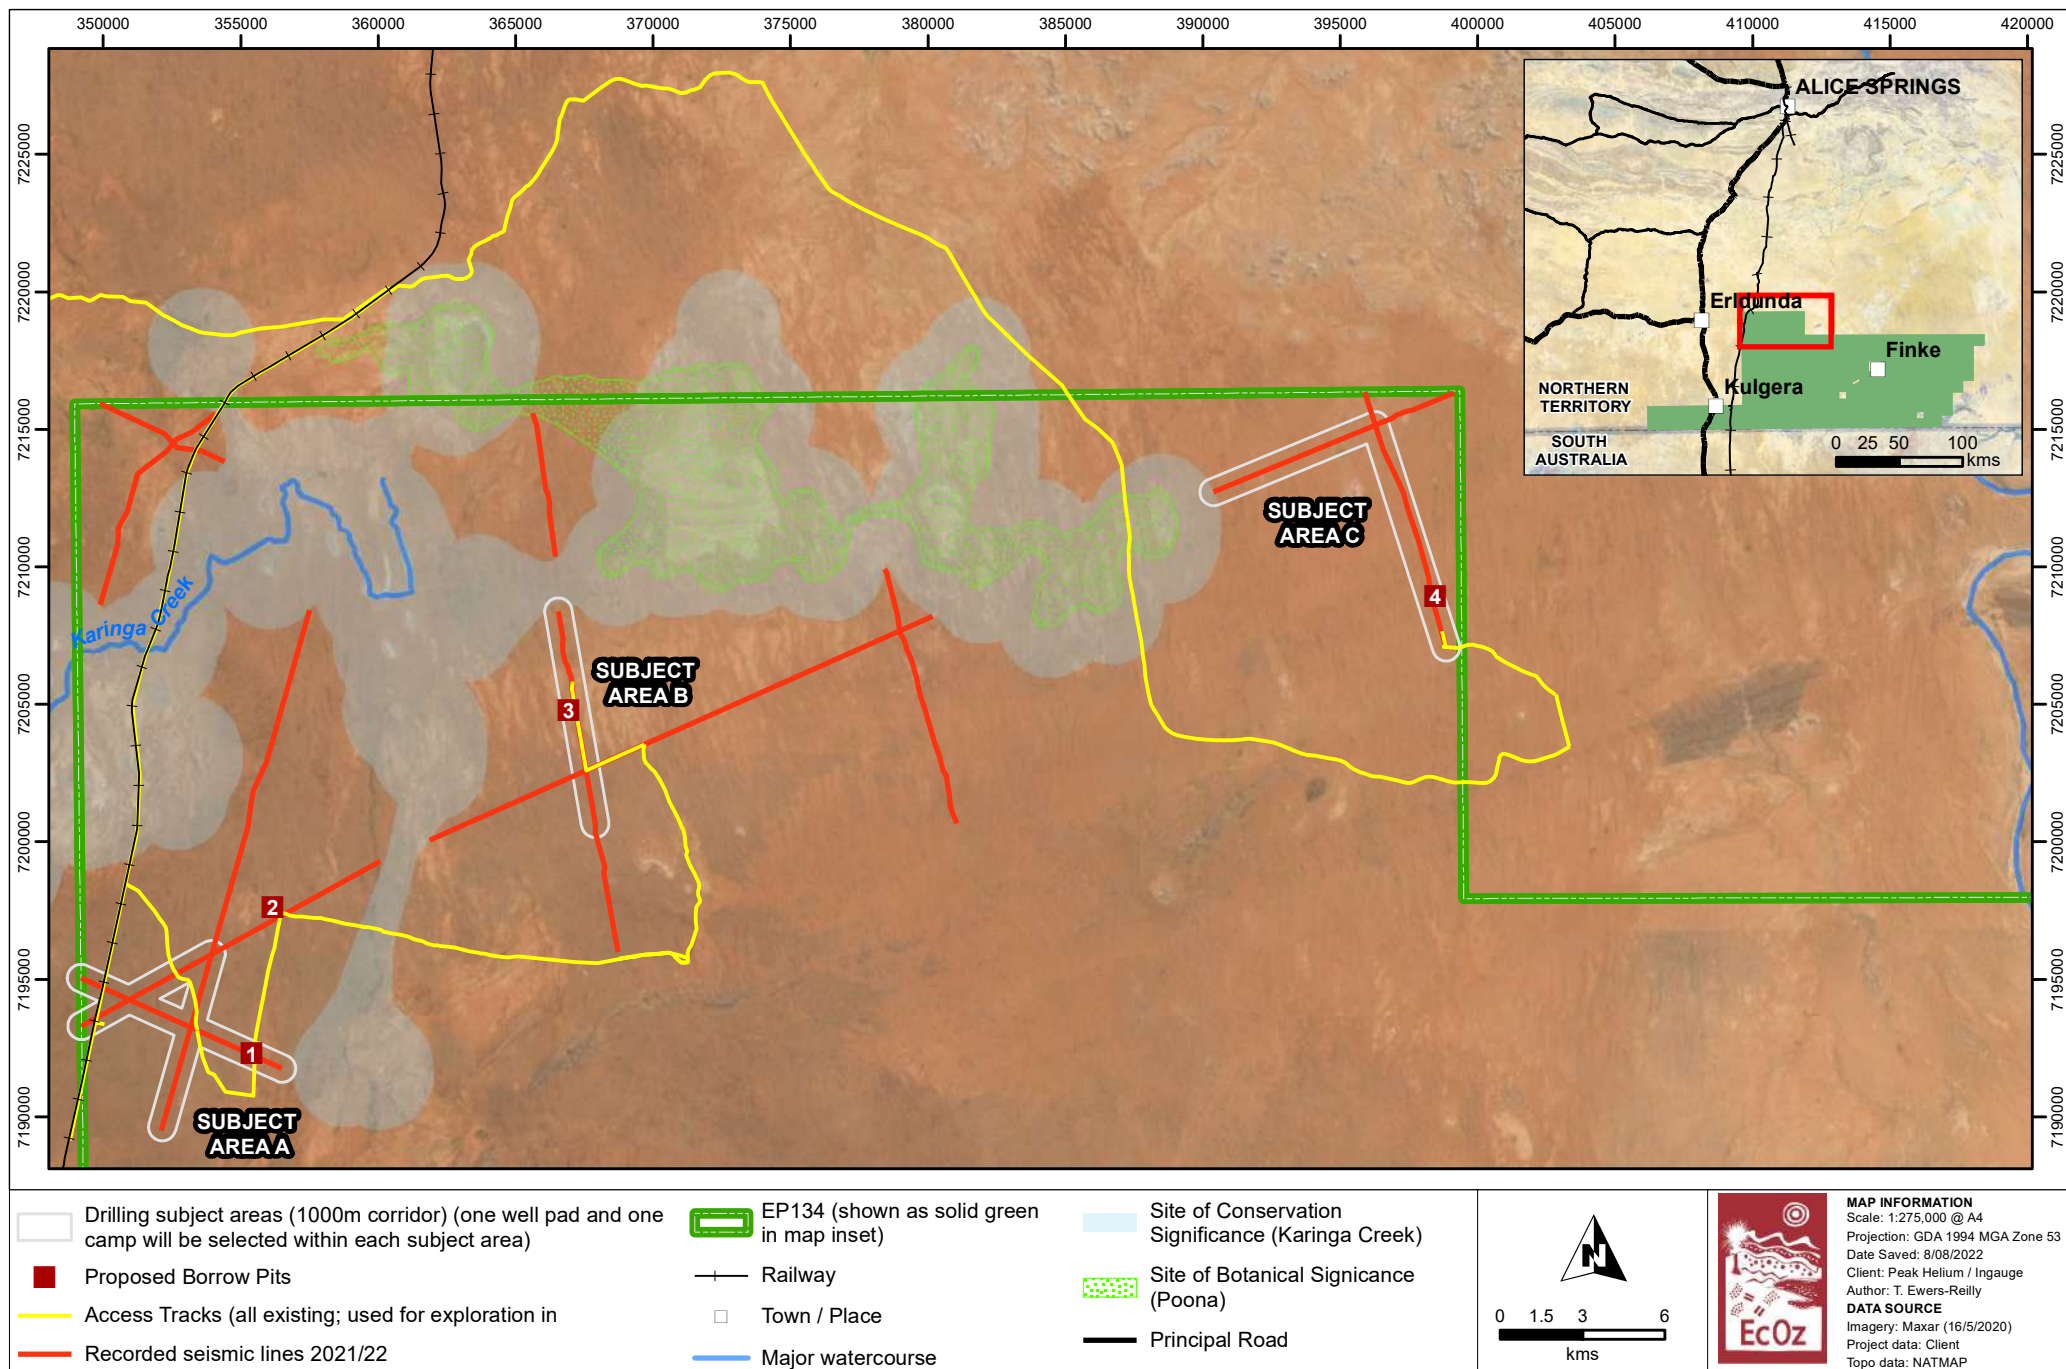 350000 355000 360000 365000 370000 375000 380000 385000 390000 395000 400000 405000 410000 415000 420000
7225000
7220000
7215000
7210000
7205000
7200000
7195000
7190000
7225000
7220000
7215000
7210000
7205000
7200000
7195000
7190000
ALICE SPRINGS
Erldunda
Finke
Kulgera
NORTHERN
TERRITORY
SOUTH
AUSTRALIA
0 25 50 100
kms
SUBJECT
AREA C
4
Karinga Creek
SUBJECT
AREA B
3
2
1
SUBJECT
AREA A
Drilling subject areas (1000m corridor) (one well pad and one
camp will be selected within each subject area)
Proposed Borrow Pits
Access Tracks (all existing; used for exploration in
Recorded seismic lines 2021/22
EP134 (shown as solid green
in map inset)
Railway
Town / Place
Major watercourse
Site of Conservation
Significance (Karinga Creek)
Site of Botanical Signicance
(Poona)
Principal Road
N
0 1.5 3 6
kms
EcOz
MAP INFORMATION
Scale: 1:275,000 @ A4
Projection: GDA 1994 MGA Zone 53
Date Saved: 8/08/2022
Client: Peak Helium / Ingauge
Author: T. Ewers-Reilly
DATA SOURCE
Imagery: Maxar (16/5/2020)
Project data: Client
Topo data: NATMAP